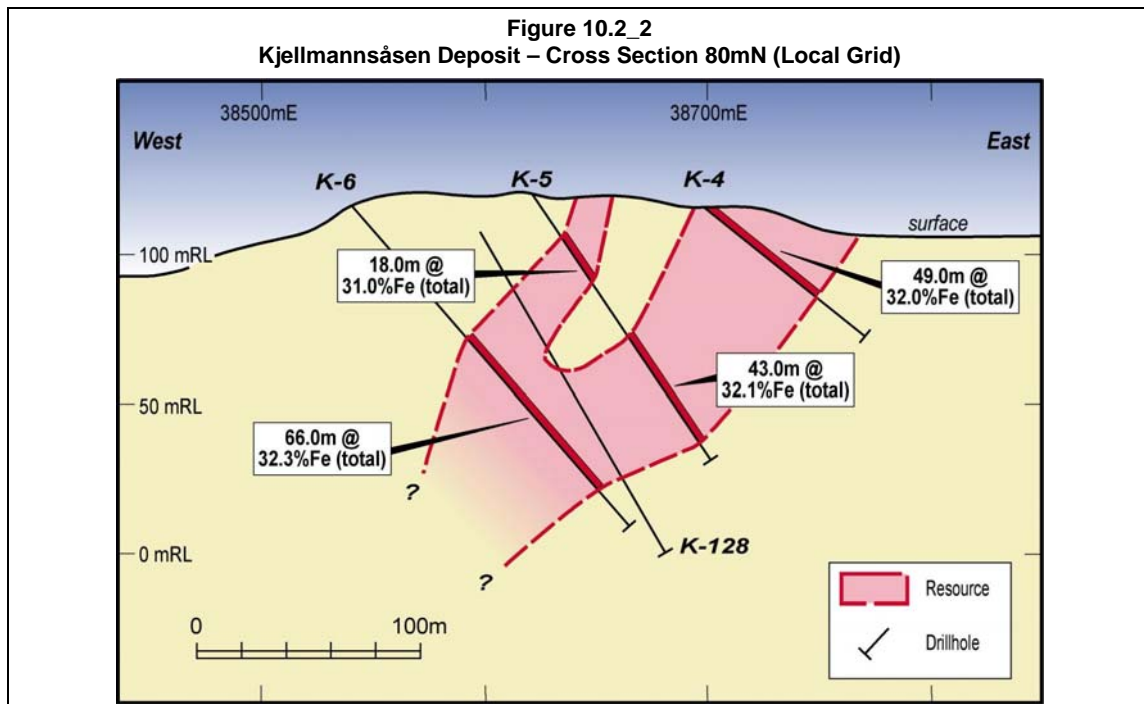 Figure 10.2_2
Kjellmannsåsen Deposit – Cross Section 80mN (Local Grid)
38500mE
38700mE
West
East
K-6
K-5
K-4
surface
100 mRL
18.0m @
31.0%Fe (total)
49.0m @
32.0%Fe (total)
43.0m @
32.1%Fe (total)
50 mRL
66.0m @
32.3%Fe (total)
?
0 mRL
K-128
?
0
100m
Resource
Drillhole